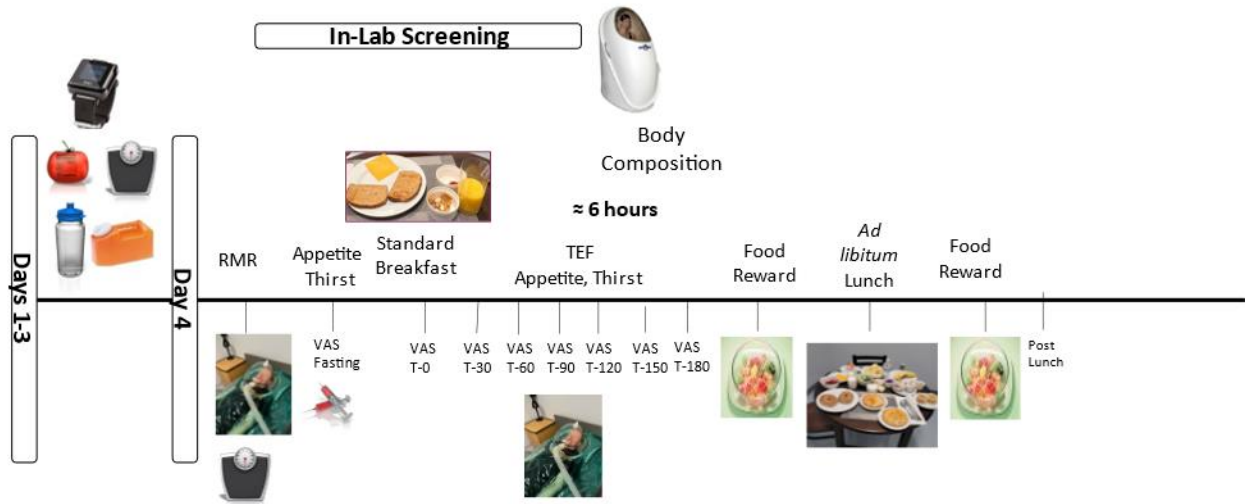 In-Lab Screening
Body
Composition
≈ 6 hours
Days 1-3
Day 4
RMR
Appetite
Thirst
Standard
Breakfast
TEF
Appetite, Thirst
Food
Reward
Ad
libitum
Lunch
Food
Reward
VAS
Fasting
VAS
T-0
VAS
T-30
VAS
T-60
VAS
T-90
VAS
T-120
VAS
T-150
VAS
T-180
Post
Lunch